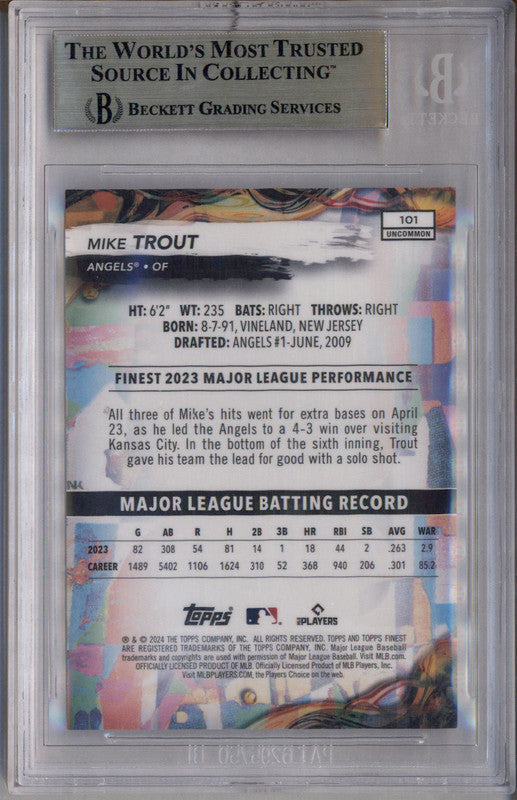 THE WORLD'S MOST TRUSTED
SOURCE IN COLLECTING™
B BECKETT GRADING SERVICES
B
BECKETT
101
UNCOMMON
MIKE TROUT
ANGELS® • OF
HT: 6'2" WT: 235 BATS: RIGHT THROWS: RIGHT
BORN: 8-7-91, VINELAND, NEW JERSEY
DRAFTED: ANGELS #1-JUNE, 2009
FINEST 2023 MAJOR LEAGUE PERFORMANCE
All three of Mike's hits went for extra bases on April
23, as he led the Angels to a 4-3 win over visiting
Kansas City. In the bottom of the sixth inning, Trout
gave his team the lead for good with a solo shot.
MAJOR LEAGUE BATTING RECORD
G AB R H 2B 3B HR RBI SB AVG WAR
2023 82 308 54 81 14 1 18 44 2 .263 2.9
CAREER 1489 5402 1106 1624 310 52 368 940 206 .301 85.2
topps PLAYERS
® & © 2024 THE TOPPS COMPANY, INC. ALL RIGHTS RESERVED. TOPPS AND TOPPS FINEST
ARE REGISTERED TRADEMARKS OF THE TOPPS COMPANY, INC. Major League Baseball
trademarks and copyrights are used with permission of Major League Baseball. Visit MLB.com.
OFFICIALLY LICENSED PRODUCT OF MLB. Officially Licensed Product of MLB Players, Inc.
Visit MLBPLAYERS.COM, the Players Choice on the web.